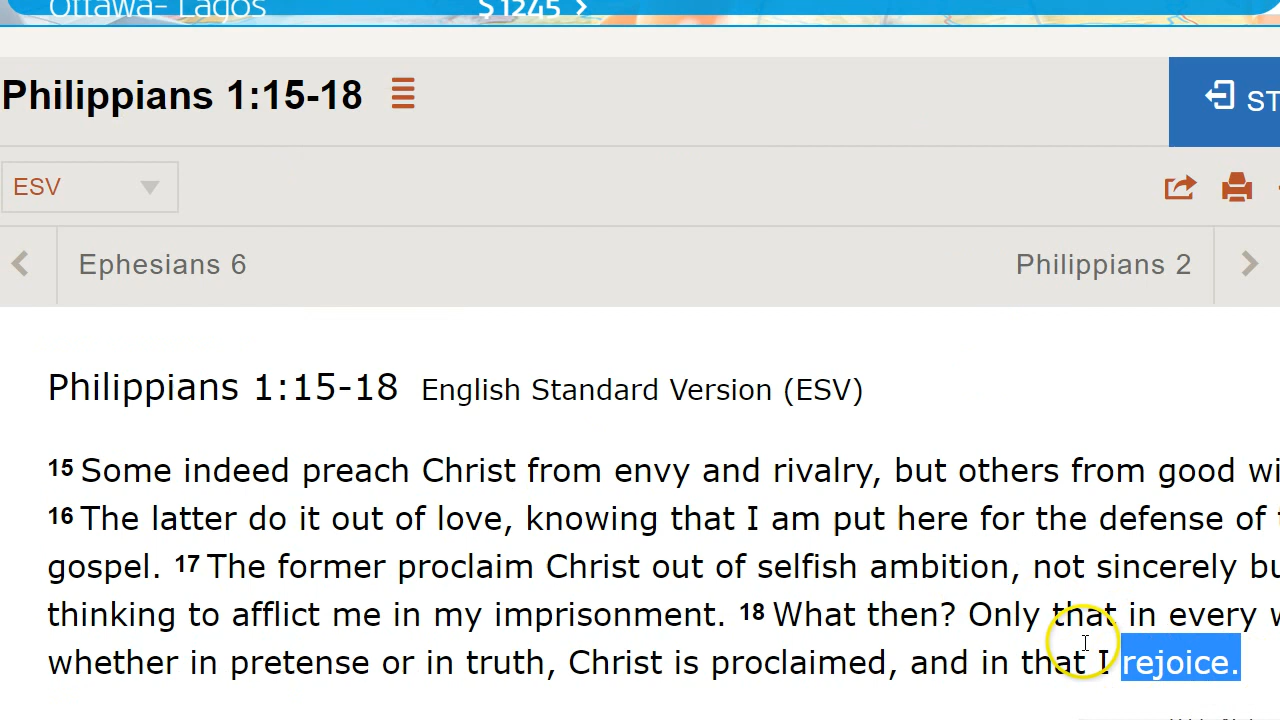 Ottawa- Lagos $1245 >
Philippians 1:15-18
ST
ESV
Ephesians 6
Philippians 2
Philippians 1:15-18 English Standard Version (ESV)
15 Some indeed preach Christ from envy and rivalry, but others from good wi
16 The latter do it out of love, knowing that I am put here for the defense of
gospel. 17 The former proclaim Christ out of selfish ambition, not sincerely bu
thinking to afflict me in my imprisonment. 18 What then? Only that in every
whether in pretense or in truth, Christ is proclaimed, and in that I rejoice.